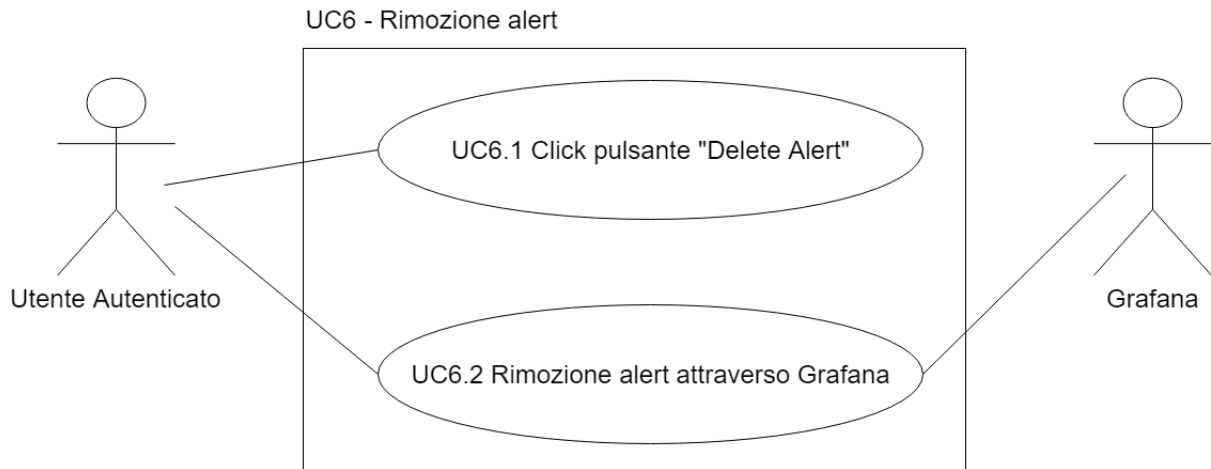 UC6 - Rimozione alert
UC6.1 Click pulsante "Delete Alert"
Utente Autenticato
Grafana
UC6.2 Rimozione alert attraverso Grafana